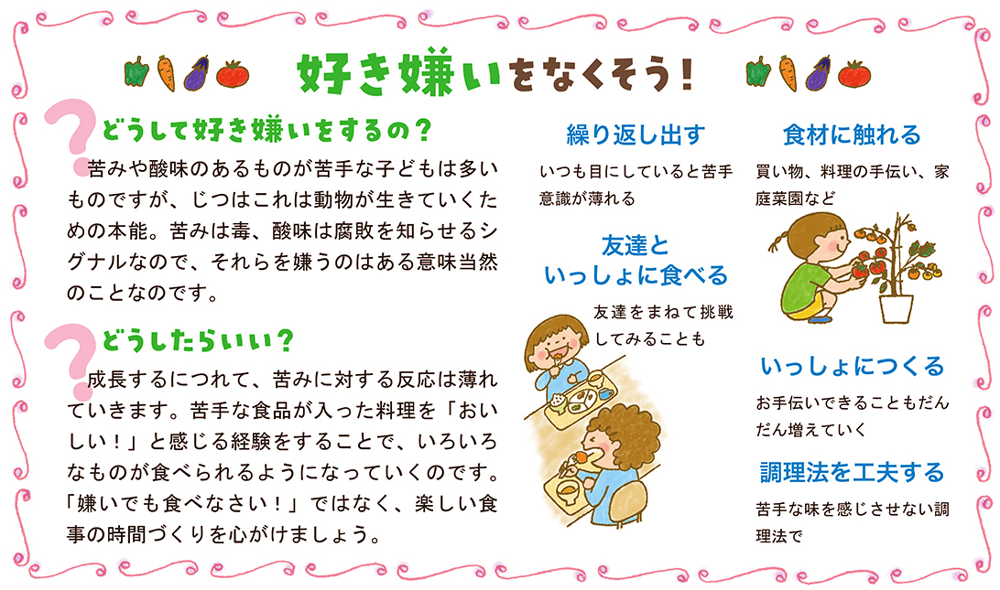 好き嫌いをなくそう!
?
どうして好き嫌いをするの?
苦みや酸味のあるものが苦手な子どもは多い
ものですが、じつはこれは動物が生きていくた
めの本能。苦みは毒、酸味は腐敗を知らせるシ
グナルなので、それらを嫌うのはある意味当然
のことなのです。
?
どうしたらいい?
成長するにつれて、苦みに対する反応は薄れ
ていきます。苦手な食品が入った料理を「おい
しい!」と感じる経験をすることで、いろいろ
なものが食べられるようになっていくのです。
「嫌いでも食べなさい!」ではなく、楽しい食
事の時間づくりを心がけましょう。
繰り返し出す
いつも目にしていると苦手
意識が薄れる
友達と
いっしょに食べる
友達をまねて挑戦
してみることも
食材に触れる
買い物、料理の手伝い、家
庭菜園など
いっしょにつくる
お手伝いできることもだん
だん増えていく
調理法を工夫する
苦手な味を感じさせない調
理法で